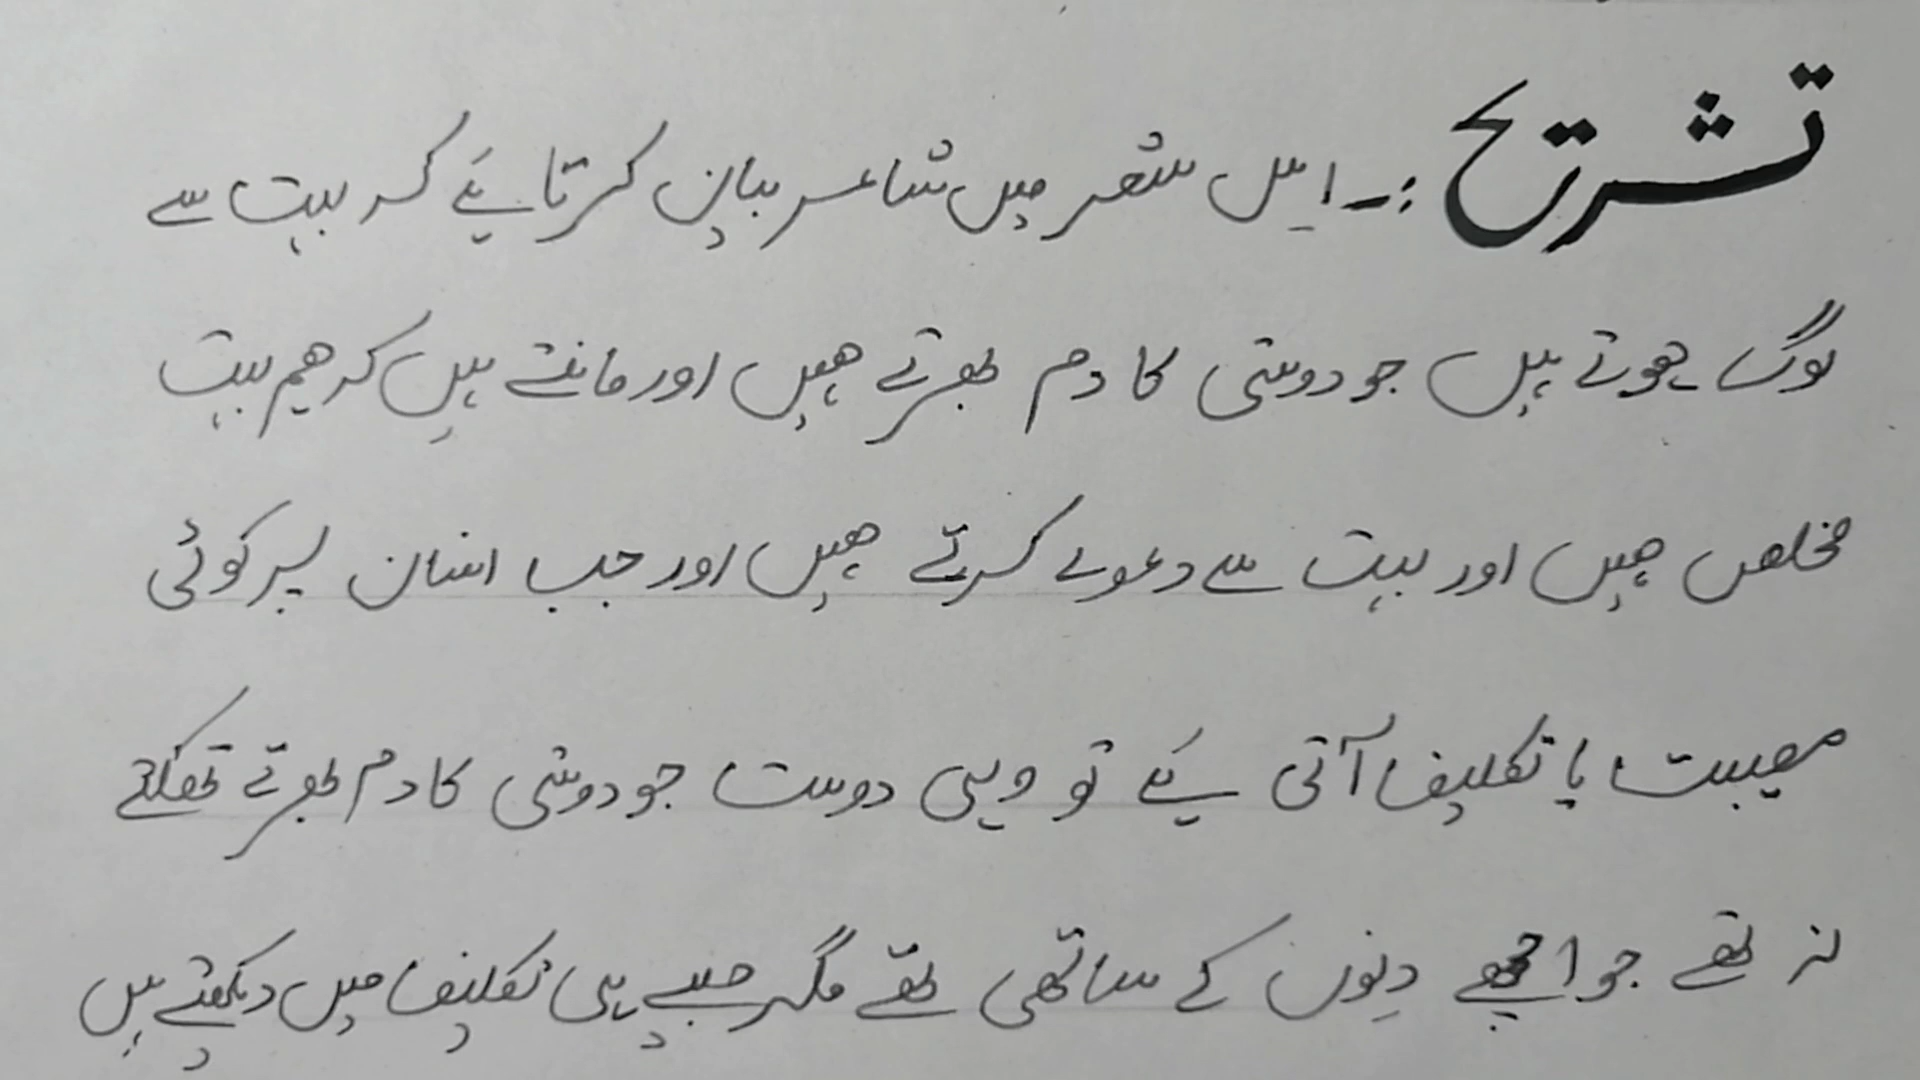 تشریح :۔ اس شعر میں شاعر بیان کرتا ہے کہ بہت سے
لوگ ہوتے ہیں جو دوستی کا دم بھرتے ہیں اور مانتے ہیں کہ ہم بہت
مخلص ہیں اور بہت سے دعوے کرتے ہیں اور جب انسان پر کوئی
مصیبت یا تکلیف آتی ہے تو وہی دوست جو دوستی کا دم بھرتے تھکتے
نہ تھے جو اچھے دنوں کے ساتھی تھے مگر جیسے ہی تکلیف میں دیکھتے ہیں